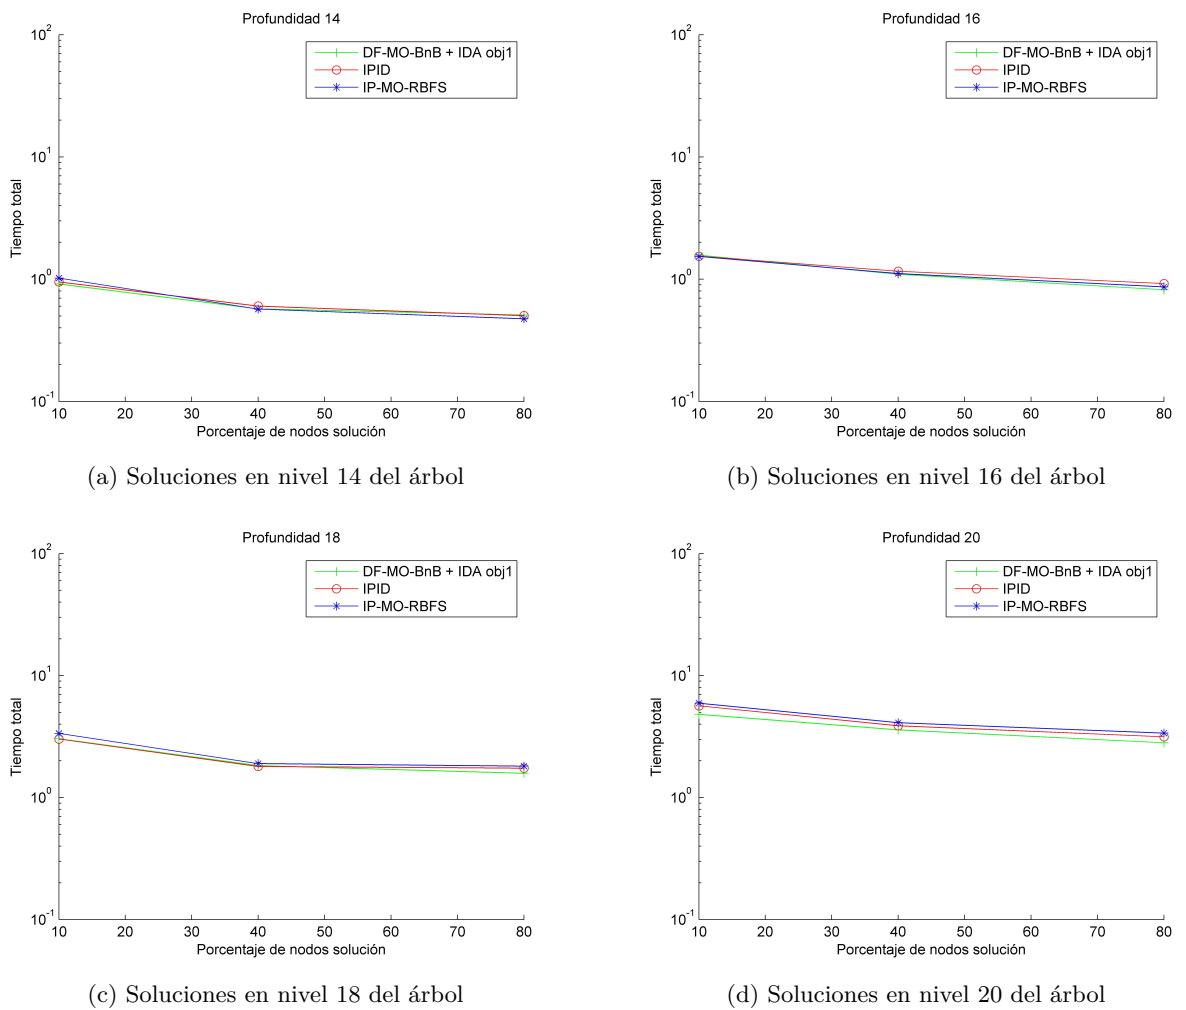 Profundidad 14
10^2
10^1
10^0
10^-1
Tiempo total
DF-MO-BnB + IDA obj1
IPID
IP-MO-RBFS
10 20 30 40 50 60 70 80
Porcentaje de nodos solución
(a) Soluciones en nivel 14 del árbol
Profundidad 16
10^2
10^1
10^0
10^-1
Tiempo total
DF-MO-BnB + IDA obj1
IPID
IP-MO-RBFS
10 20 30 40 50 60 70 80
Porcentaje de nodos solución
(b) Soluciones en nivel 16 del árbol
Profundidad 18
10^2
10^1
10^0
10^-1
Tiempo total
DF-MO-BnB + IDA obj1
IPID
IP-MO-RBFS
10 20 30 40 50 60 70 80
Porcentaje de nodos solución
(c) Soluciones en nivel 18 del árbol
Profundidad 20
10^2
10^1
10^0
10^-1
Tiempo total
DF-MO-BnB + IDA obj1
IPID
IP-MO-RBFS
10 20 30 40 50 60 70 80
Porcentaje de nodos solución
(d) Soluciones en nivel 20 del árbol